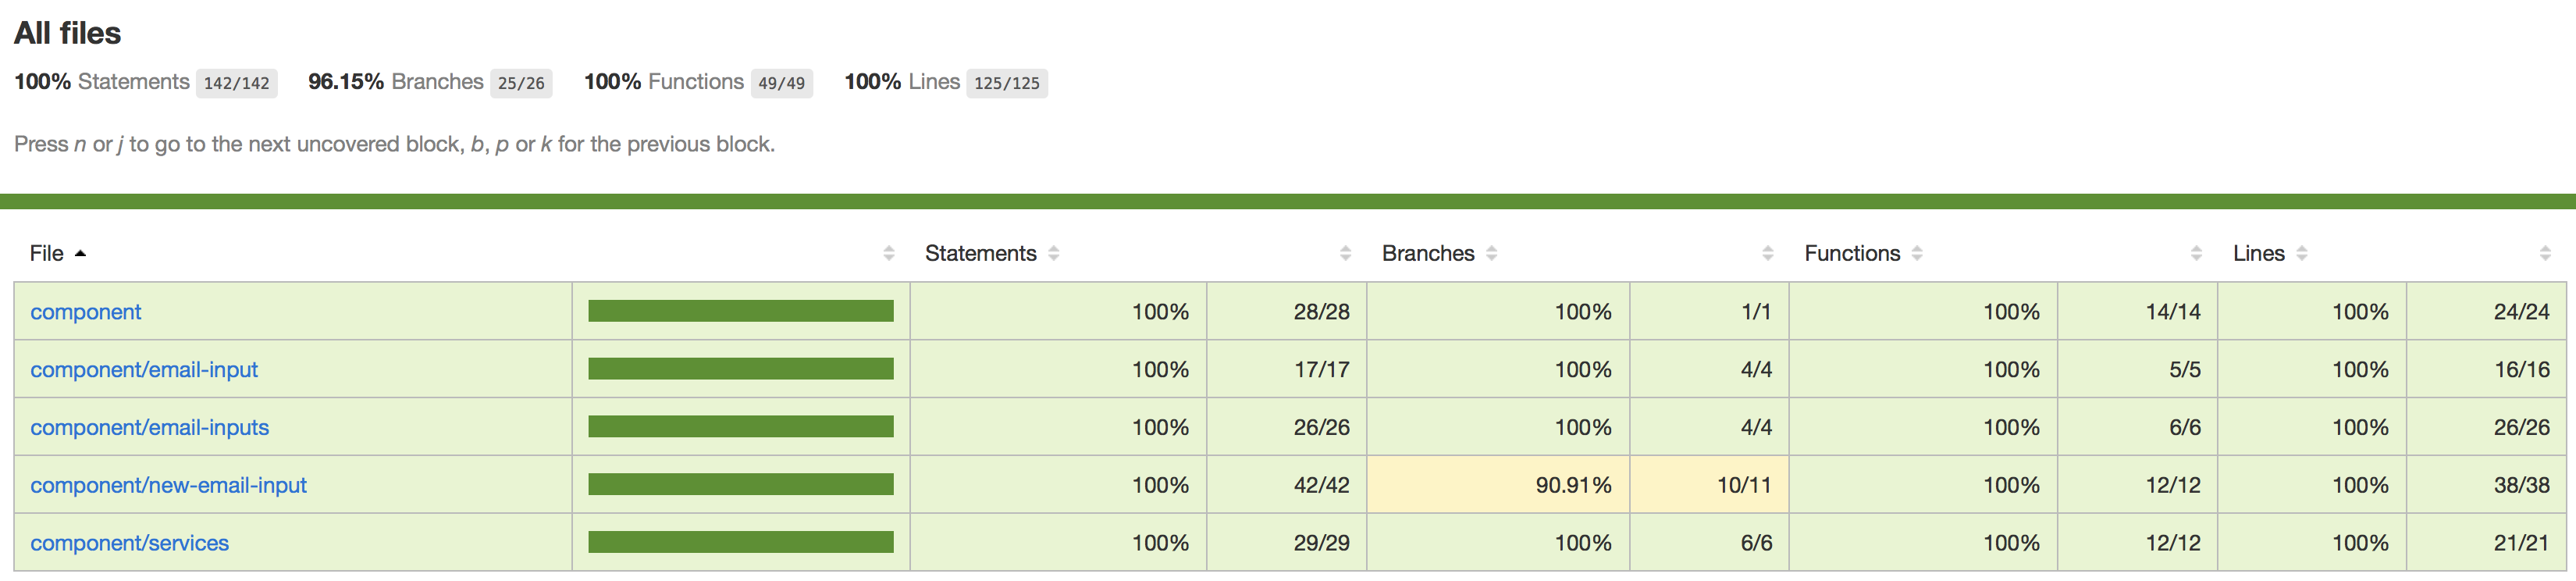 All files
100% Statements 142/142 96.15% Branches 25/26 100% Functions 49/49 100% Lines 125/125
Press n or j to go to the next uncovered block, b, p or k for the previous block.
File Statements Branches Functions Lines
component 100% 28/28 100% 1/1 100% 14/14 100% 24/24
component/email-input 100% 17/17 100% 4/4 100% 5/5 100% 16/16
component/email-inputs 100% 26/26 100% 4/4 100% 6/6 100% 26/26
component/new-email-input 100% 42/42 90.91% 10/11 100% 12/12 100% 38/38
component/services 100% 29/29 100% 6/6 100% 12/12 100% 21/21